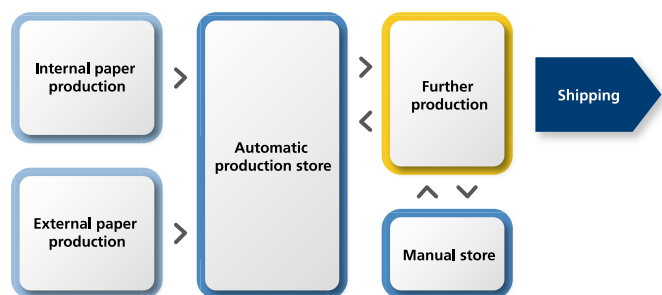 Internal paper
production
External paper
production
Automatic
production store
Further
production
Manual store
Shipping